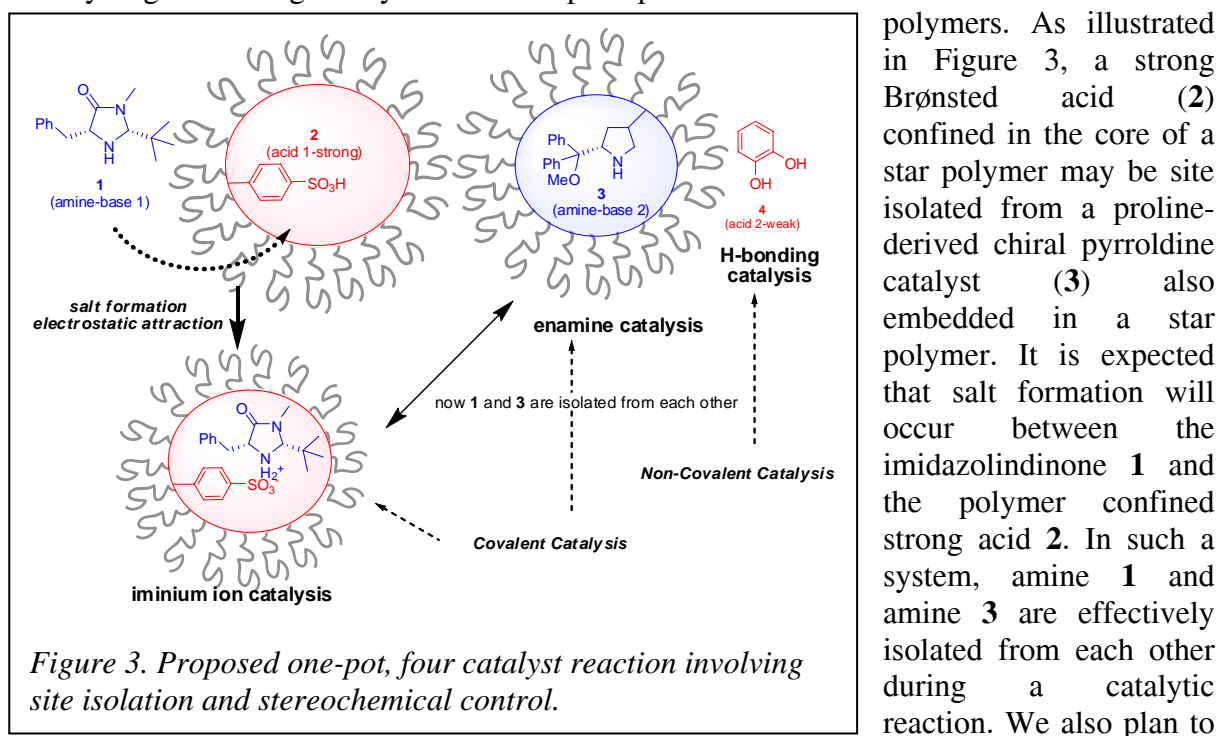 O
N
Ph
N
H
1
(amine-base 1)
2
(acid 1-strong)
SO3H
Ph
Ph
MeO
N
H
3
(amine-base 2)
OH
OH
4
(acid 2-weak)
H-bonding
catalysis
salt formation
electrostatic attraction
enamine catalysis
now 1 and 3 are isolated from each other
O
N
Ph
N
H2+
SO3-
Non-Covalent Catalysis
Covalent Catalysis
iminium ion catalysis
Figure 3. Proposed one-pot, four catalyst reaction involving
site isolation and stereochemical control.
polymers. As illustrated
in Figure 3, a strong
Brønsted acid (2)
confined in the core of a
star polymer may be site
isolated from a proline-
derived chiral pyrroldine
catalyst (3) also
embedded in a star
polymer. It is expected
that salt formation will
occur between the
imidazolindinone 1 and
the polymer confined
strong acid 2. In such a
system, amine 1 and
amine 3 are effectively
isolated from each other
during a catalytic
reaction. We also plan to